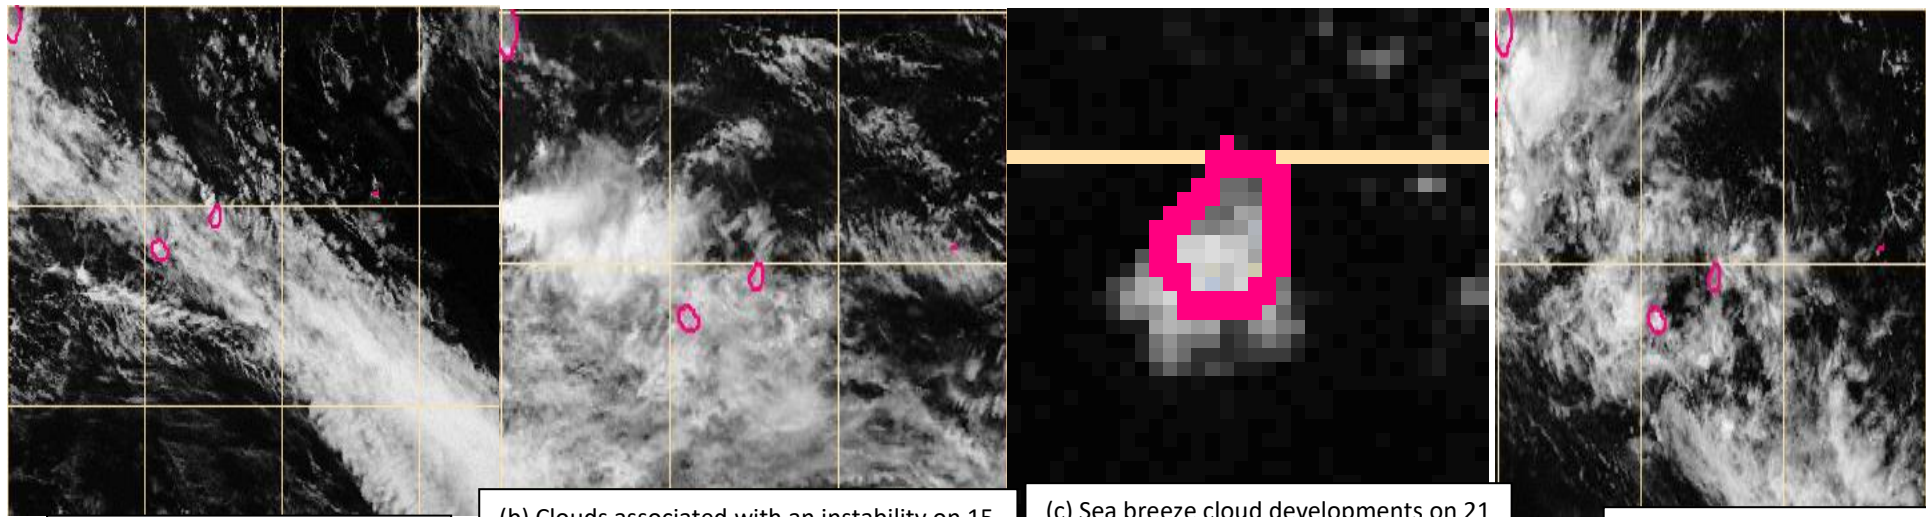 (b) Clouds associated with an instability on 15
(c) Sea breeze cloud developments on 21